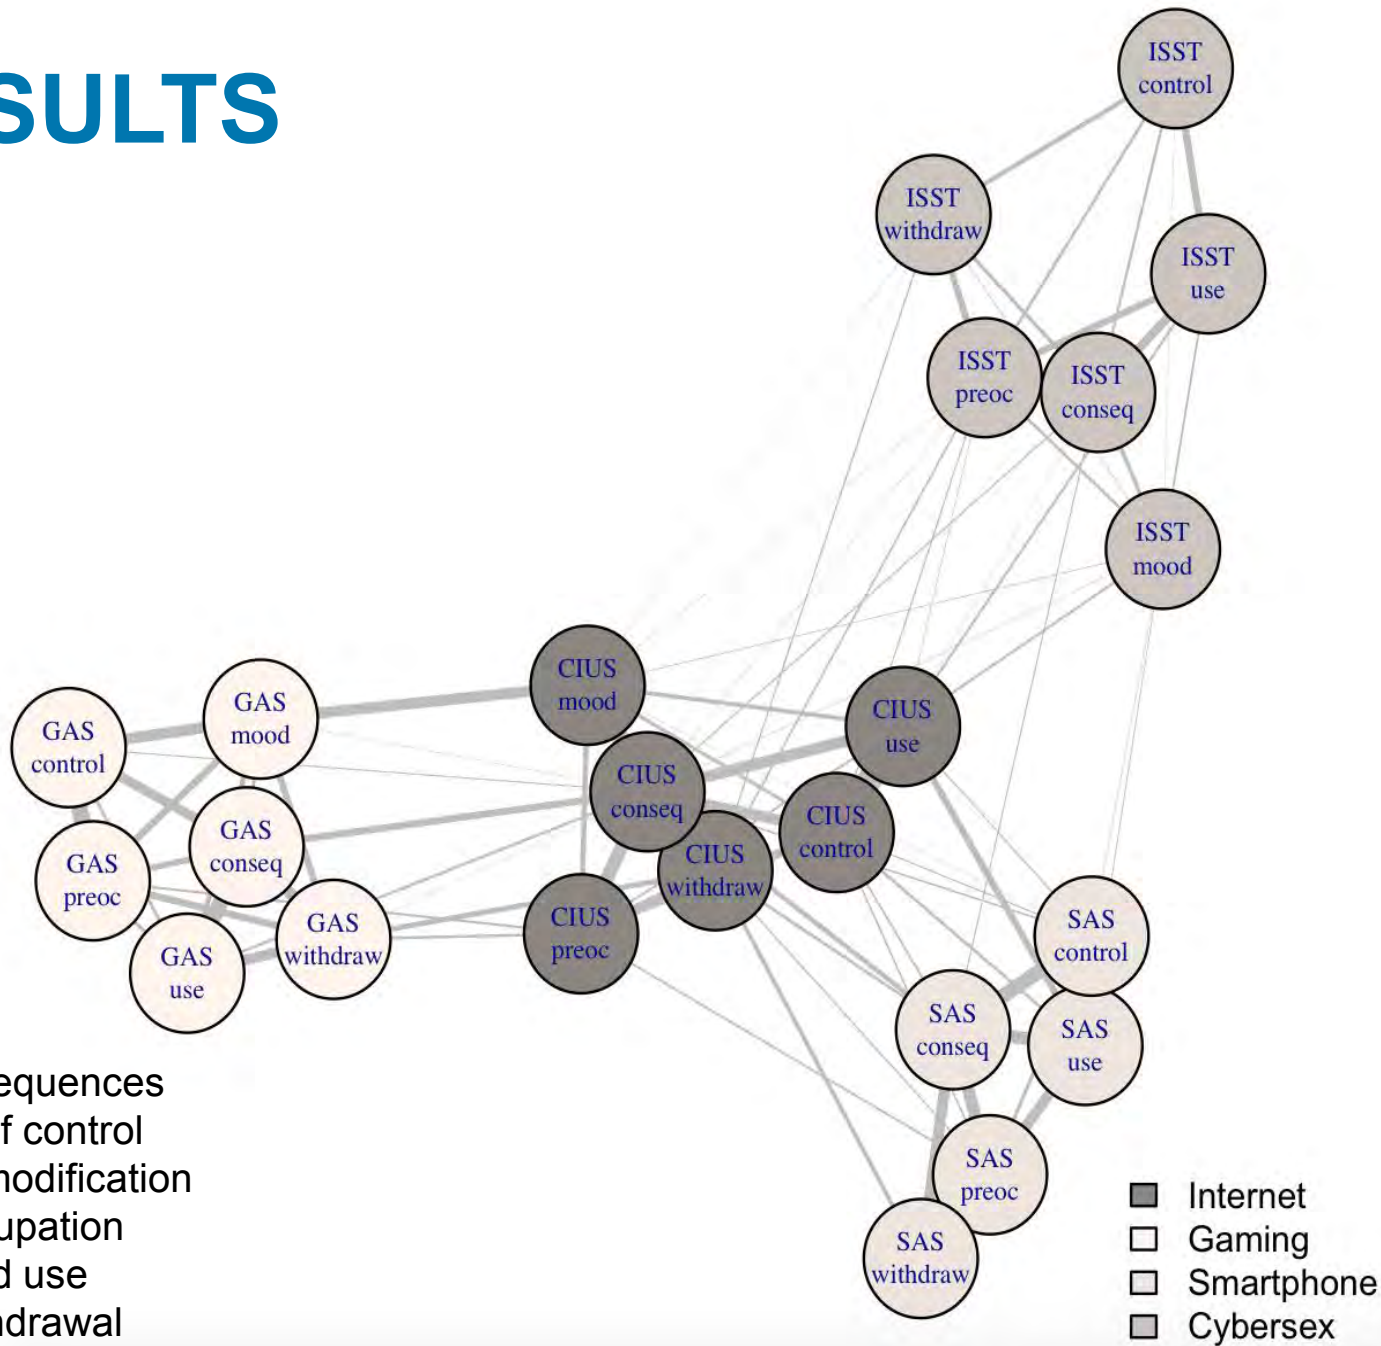 SULTS
ISST
control
ISST
withdraw
ISST
use
ISST
preoc
ISST
conseq
ISST
mood
CIUS
mood
GAS
mood
CIUS
use
GAS
control
CIUS
conseq
CIUS
control
GAS
conseq
CIUS
withdraw
GAS
preoc
GAS
withdraw
CIUS
preoc
SAS
control
GAS
use
SAS
conseq
SAS
use
equences
f control
nodification
upation
d use
ndrawal
SAS
preoc
SAS
withdraw
Internet
Gaming
Smartphone
Cybersex